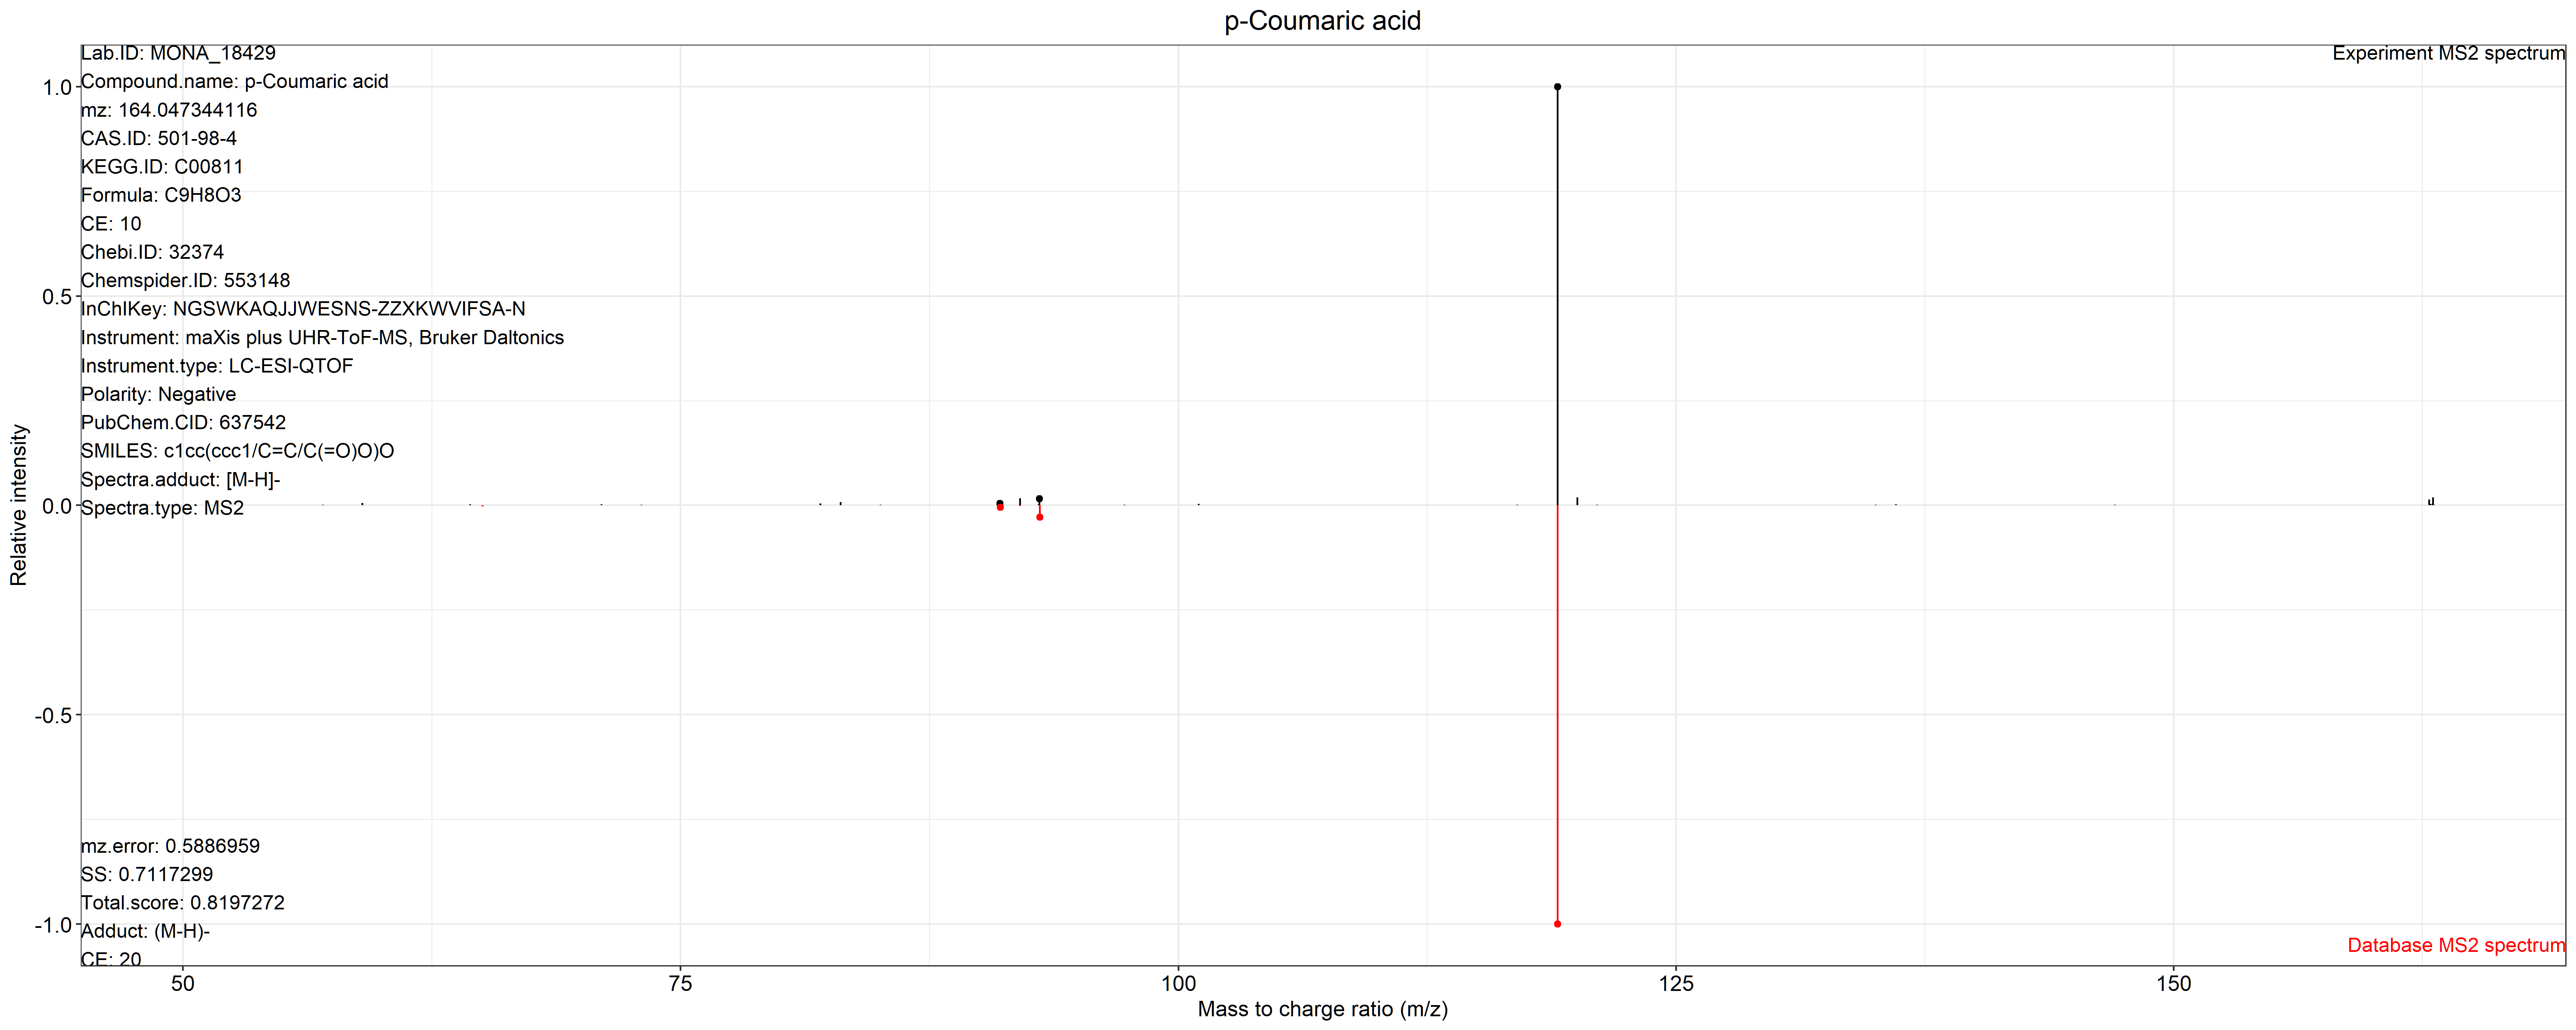 p-Coumaric acid
Lab.ID: MONA_18429
Experiment MS2 spectrum
Compound.name: p-Coumaric acid
mz: 164.047344116
CAS.ID: 501-98-4
KEGG.ID: C00811
Formula: C9H8O3
CE: 10
Chebi.ID: 32374
Chemspider.ID: 553148
InChIKey: NGSWKAQJJWESNS-ZZXKWVIFSA-N
Instrument: maXis plus UHR-ToF-MS, Bruker Daltonics
Instrument.type: LC-ESI-QTOF
Polarity: Negative
PubChem.CID: 637542
SMILES: c1cc(ccc1/C=C/C(=O)O)O
Spectra.adduct: [M-H]-
Spectra.type: MS2
mz.error: 0.5886959
SS: 0.7117299
Total.score: 0.8197272
Adduct: (M-H)-
CE: 20
Database MS2 spectrum
Relative intensity
1.0
0.5
0.0
-0.5
-1.0
50 75 100 125 150
Mass to charge ratio (m/z)